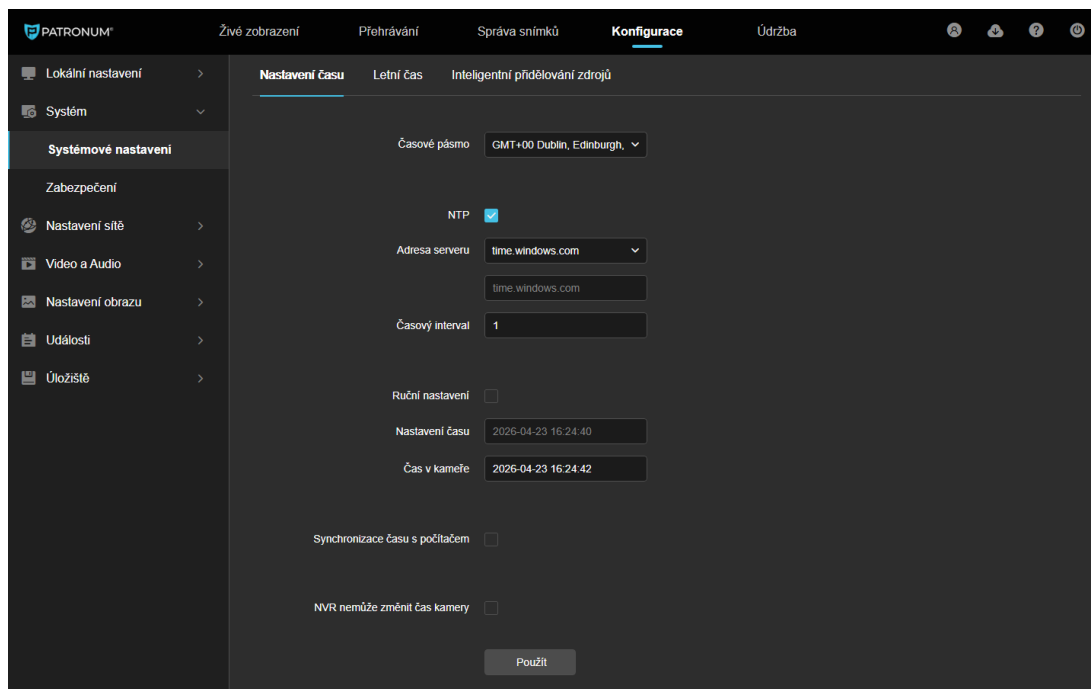 PATRONUM®
Živé zobrazení
Přehrávání
Správa snímků
Konfigurace
Údržba
Lokální nastavení
Systém
Systémové nastavení
Zabezpečení
Nastavení sítě
Video a Audio
Nastavení obrazu
Události
Úložiště
Nastavení času
Letní čas
Inteligentní přidělování zdrojů
Časové pásmo GMT+00 Dublin, Edinburgh,
NTP
Adresa serveru time.windows.com
time.windows.com
Časový interval 1
Ruční nastavení
Nastavení času 2026-04-23 16:24:40
Čas v kameře 2026-04-23 16:24:42
Synchronizace času s počítačem
NVR nemůže změnit čas kamery
Použít